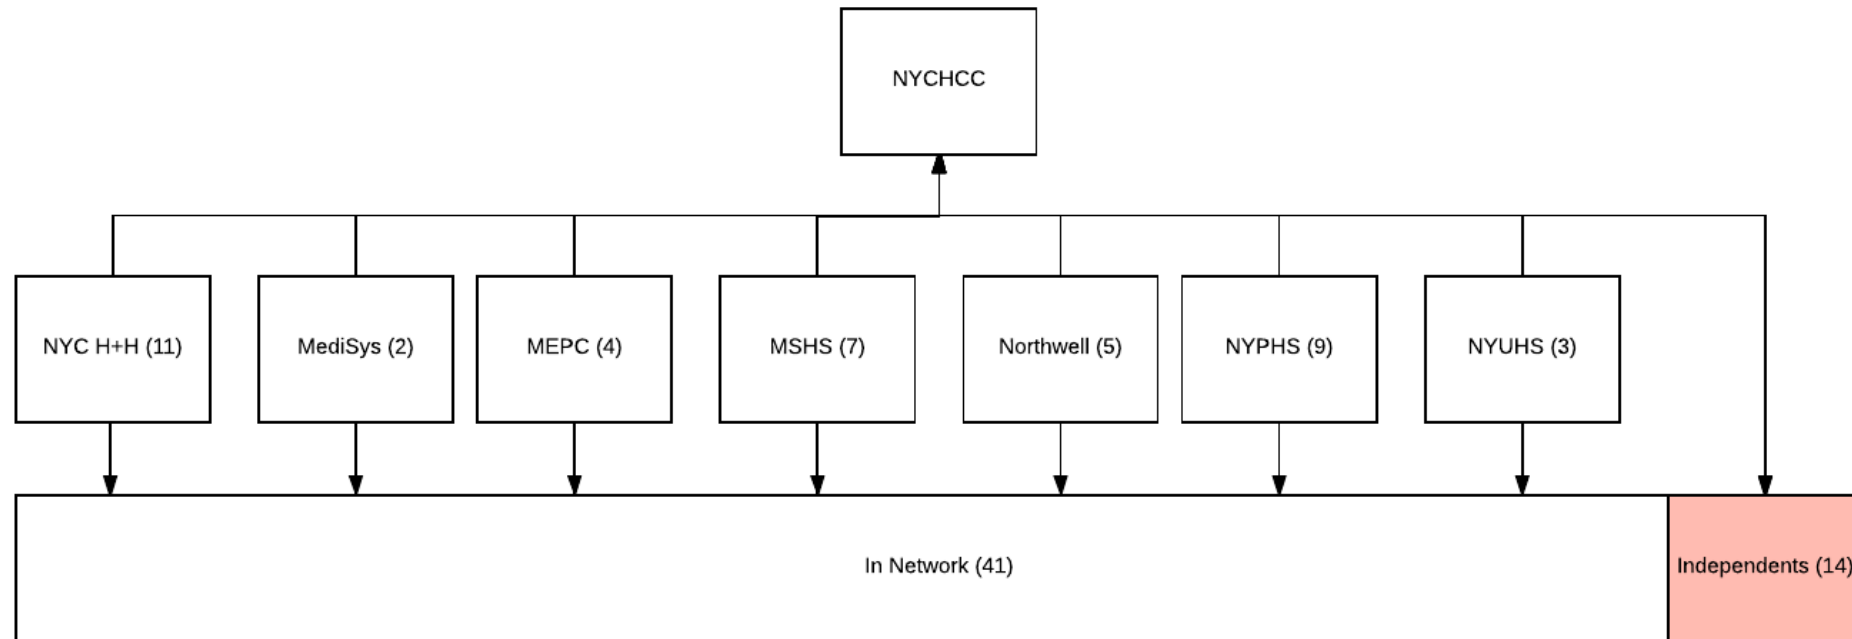 NYCHCC
NYC H+H (11)
MediSys (2)
MEPC (4)
MSHS (7)
Northwell (5)
NYPHS (9)
NYUHS (3)
In Network (41)
Independents (14)